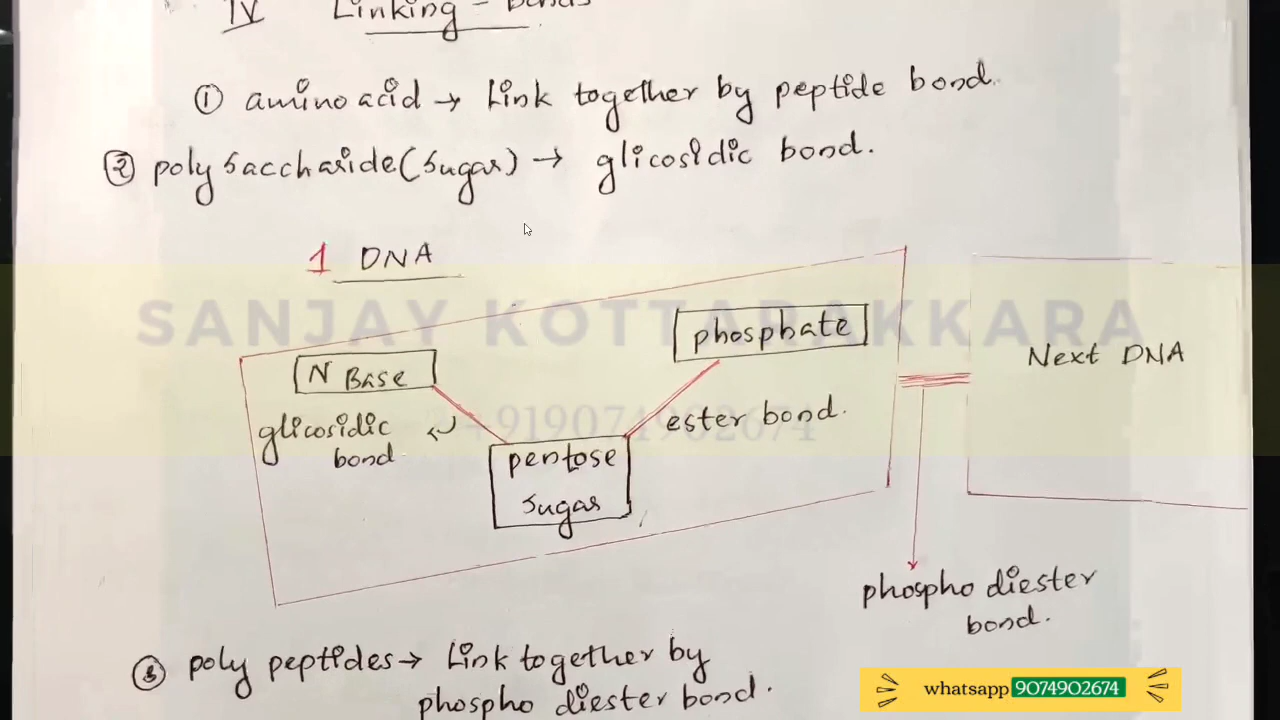 IV Linking - Bonds
① amino acid → Link together by peptide bond.
② poly saccharide (sugar) → glicosidic bond.
1 DNA
SANJAY KOTTARAKKARA
phosphate
Next DNA
N Base
glicosidic
bond
+919074902674
ester bond.
pentose
sugar
phospho diester
bond.
③ poly peptides → Link together by
phospho diester bond.
whatsapp 9074902674